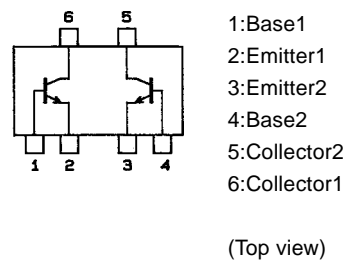 6 5
1 2 3 4
1:Base1
2:Emitter1
3:Emitter2
4:Base2
5:Collector2
6:Collector1
(Top view)